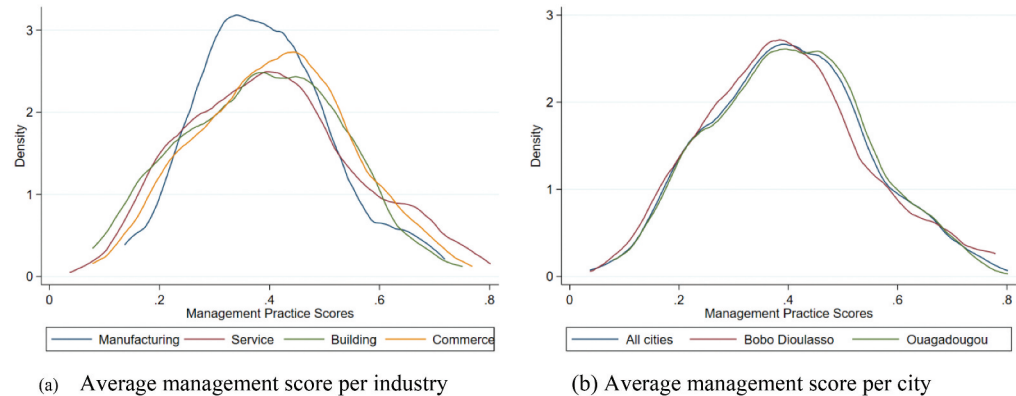 3
2
1
0
Density
0 .2 .4 .6 .8
Management Practice Scores
Manufacturing Service Building Commerce
(a) Average management score per industry
3
2
1
0
Density
0 .2 .4 .6 .8
Management Practice Scores
All cities Bobo Dioulasso Ouagadougou
(b) Average management score per city